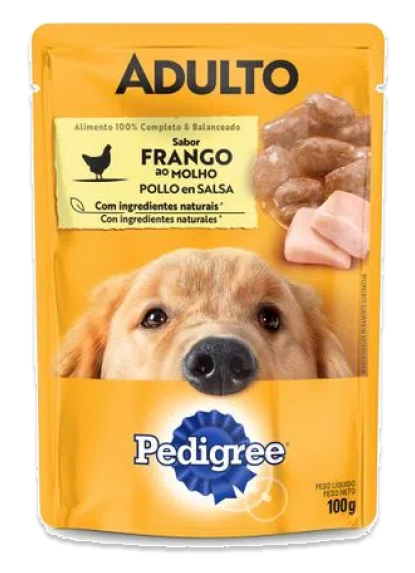 ADULTO
Alimento 100% Completo & Balanceado
Sabor
FRANGO
ao MOLHO
POLLO en SALSA
Com ingredientes naturais*
Con ingredientes naturales*
Pedigree®
PESO LÍQUIDO
PESO NETO
100g